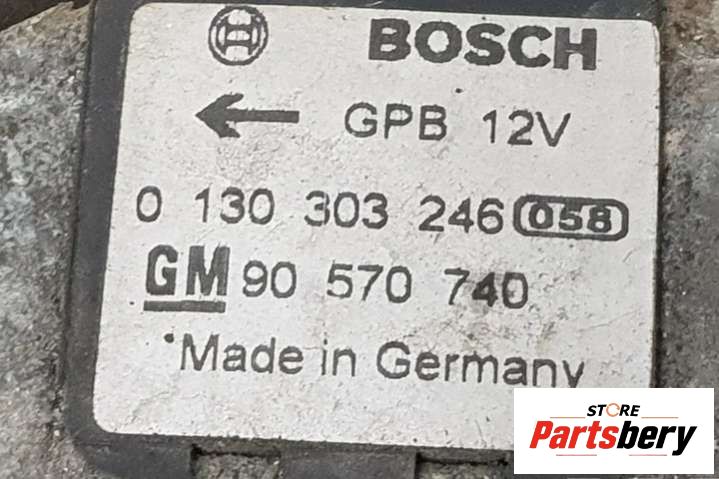 BOSCH
GPB 12V
0 130 303 246 058
GM 90 570 740
Made in Germany
STORE
Partsbery